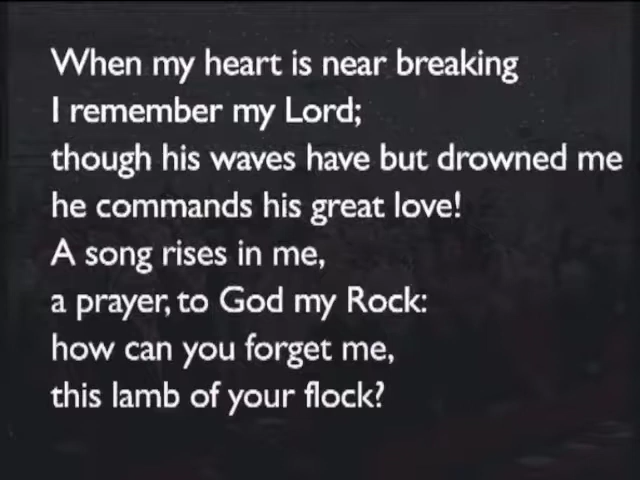 When my heart is near breaking
I remember my Lord;
though his waves have but drowned me
he commands his great love!
A song rises in me,
a prayer, to God my Rock:
how can you forget me,
this lamb of your flock?